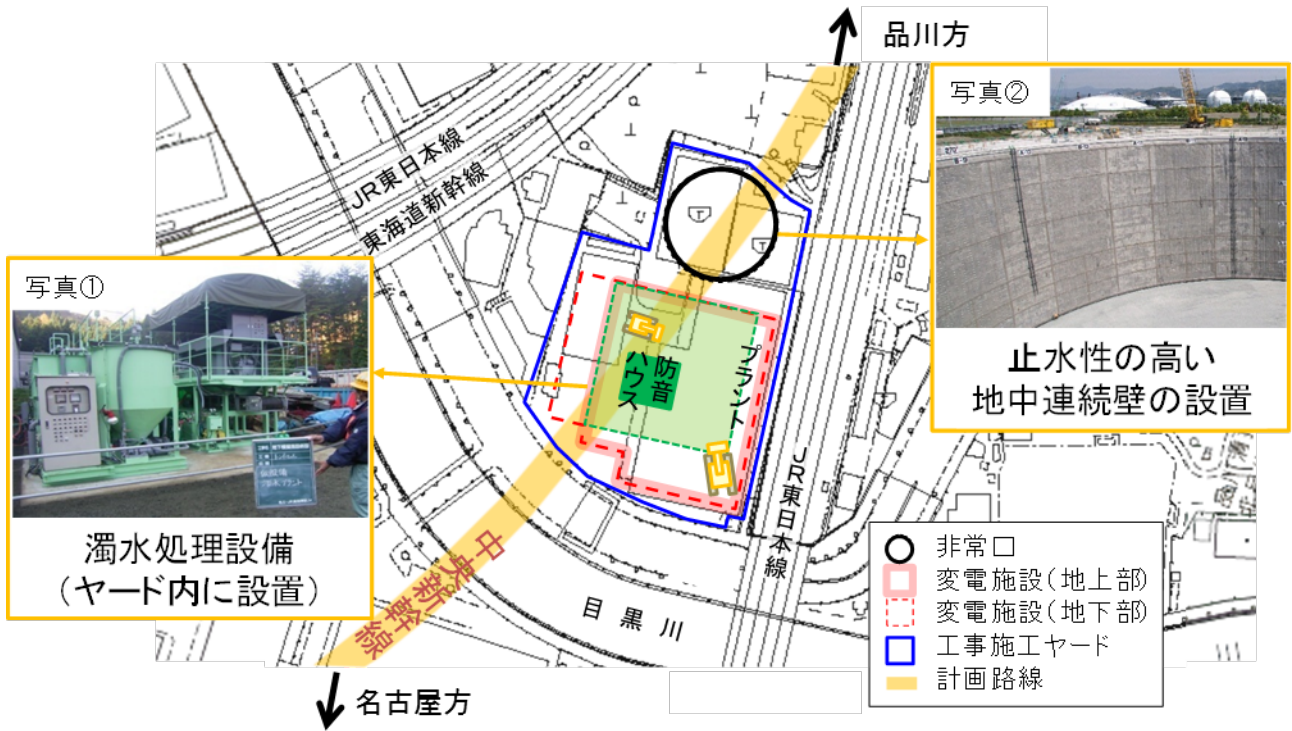 品川方
写真②
止水性の高い
地中連続壁の設置
JR東日本線
東海道新幹線
写真①
濁水処理設備
(ヤード内に設置)
防音
ハウス
プラント
JR東日本線
中央新幹線
目黒川
名古屋方
非常口
変電施設(地上部)
変電施設(地下部)
工事施工ヤード
計画路線